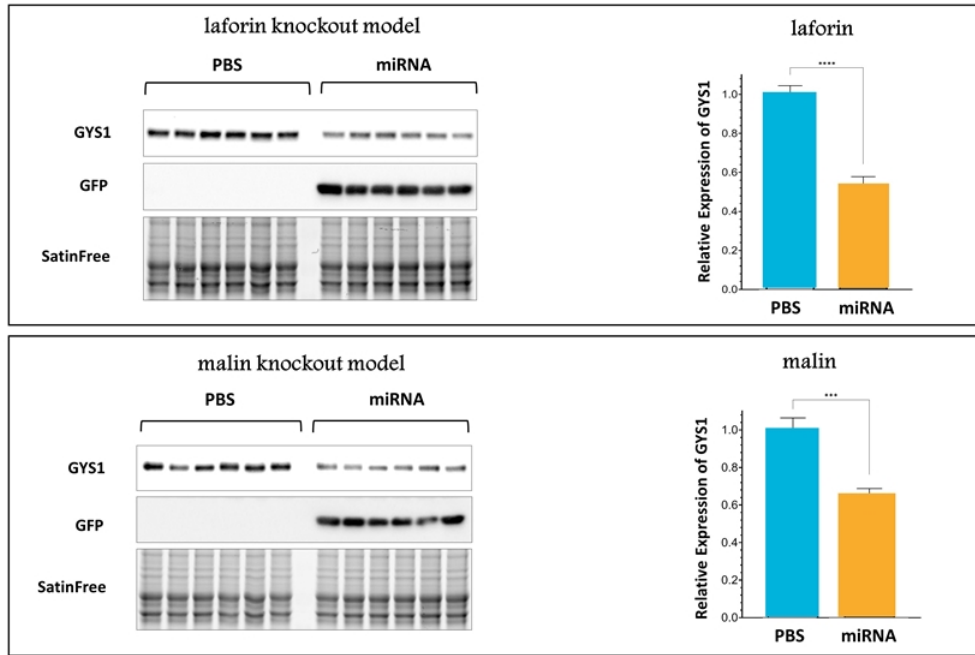 laforin knockout model
PBS miRNA
GYS1
GFP
SatinFree
laforin
****
Relative Expression of GYS1
1.0
0.8
0.6
0.4
0.2
0.0
PBS miRNA
malin knockout model
PBS miRNA
GYS1
GFP
SatinFree
malin
***
Relative Expression of GYS1
1.0
0.8
0.6
0.4
0.2
0.0
PBS miRNA